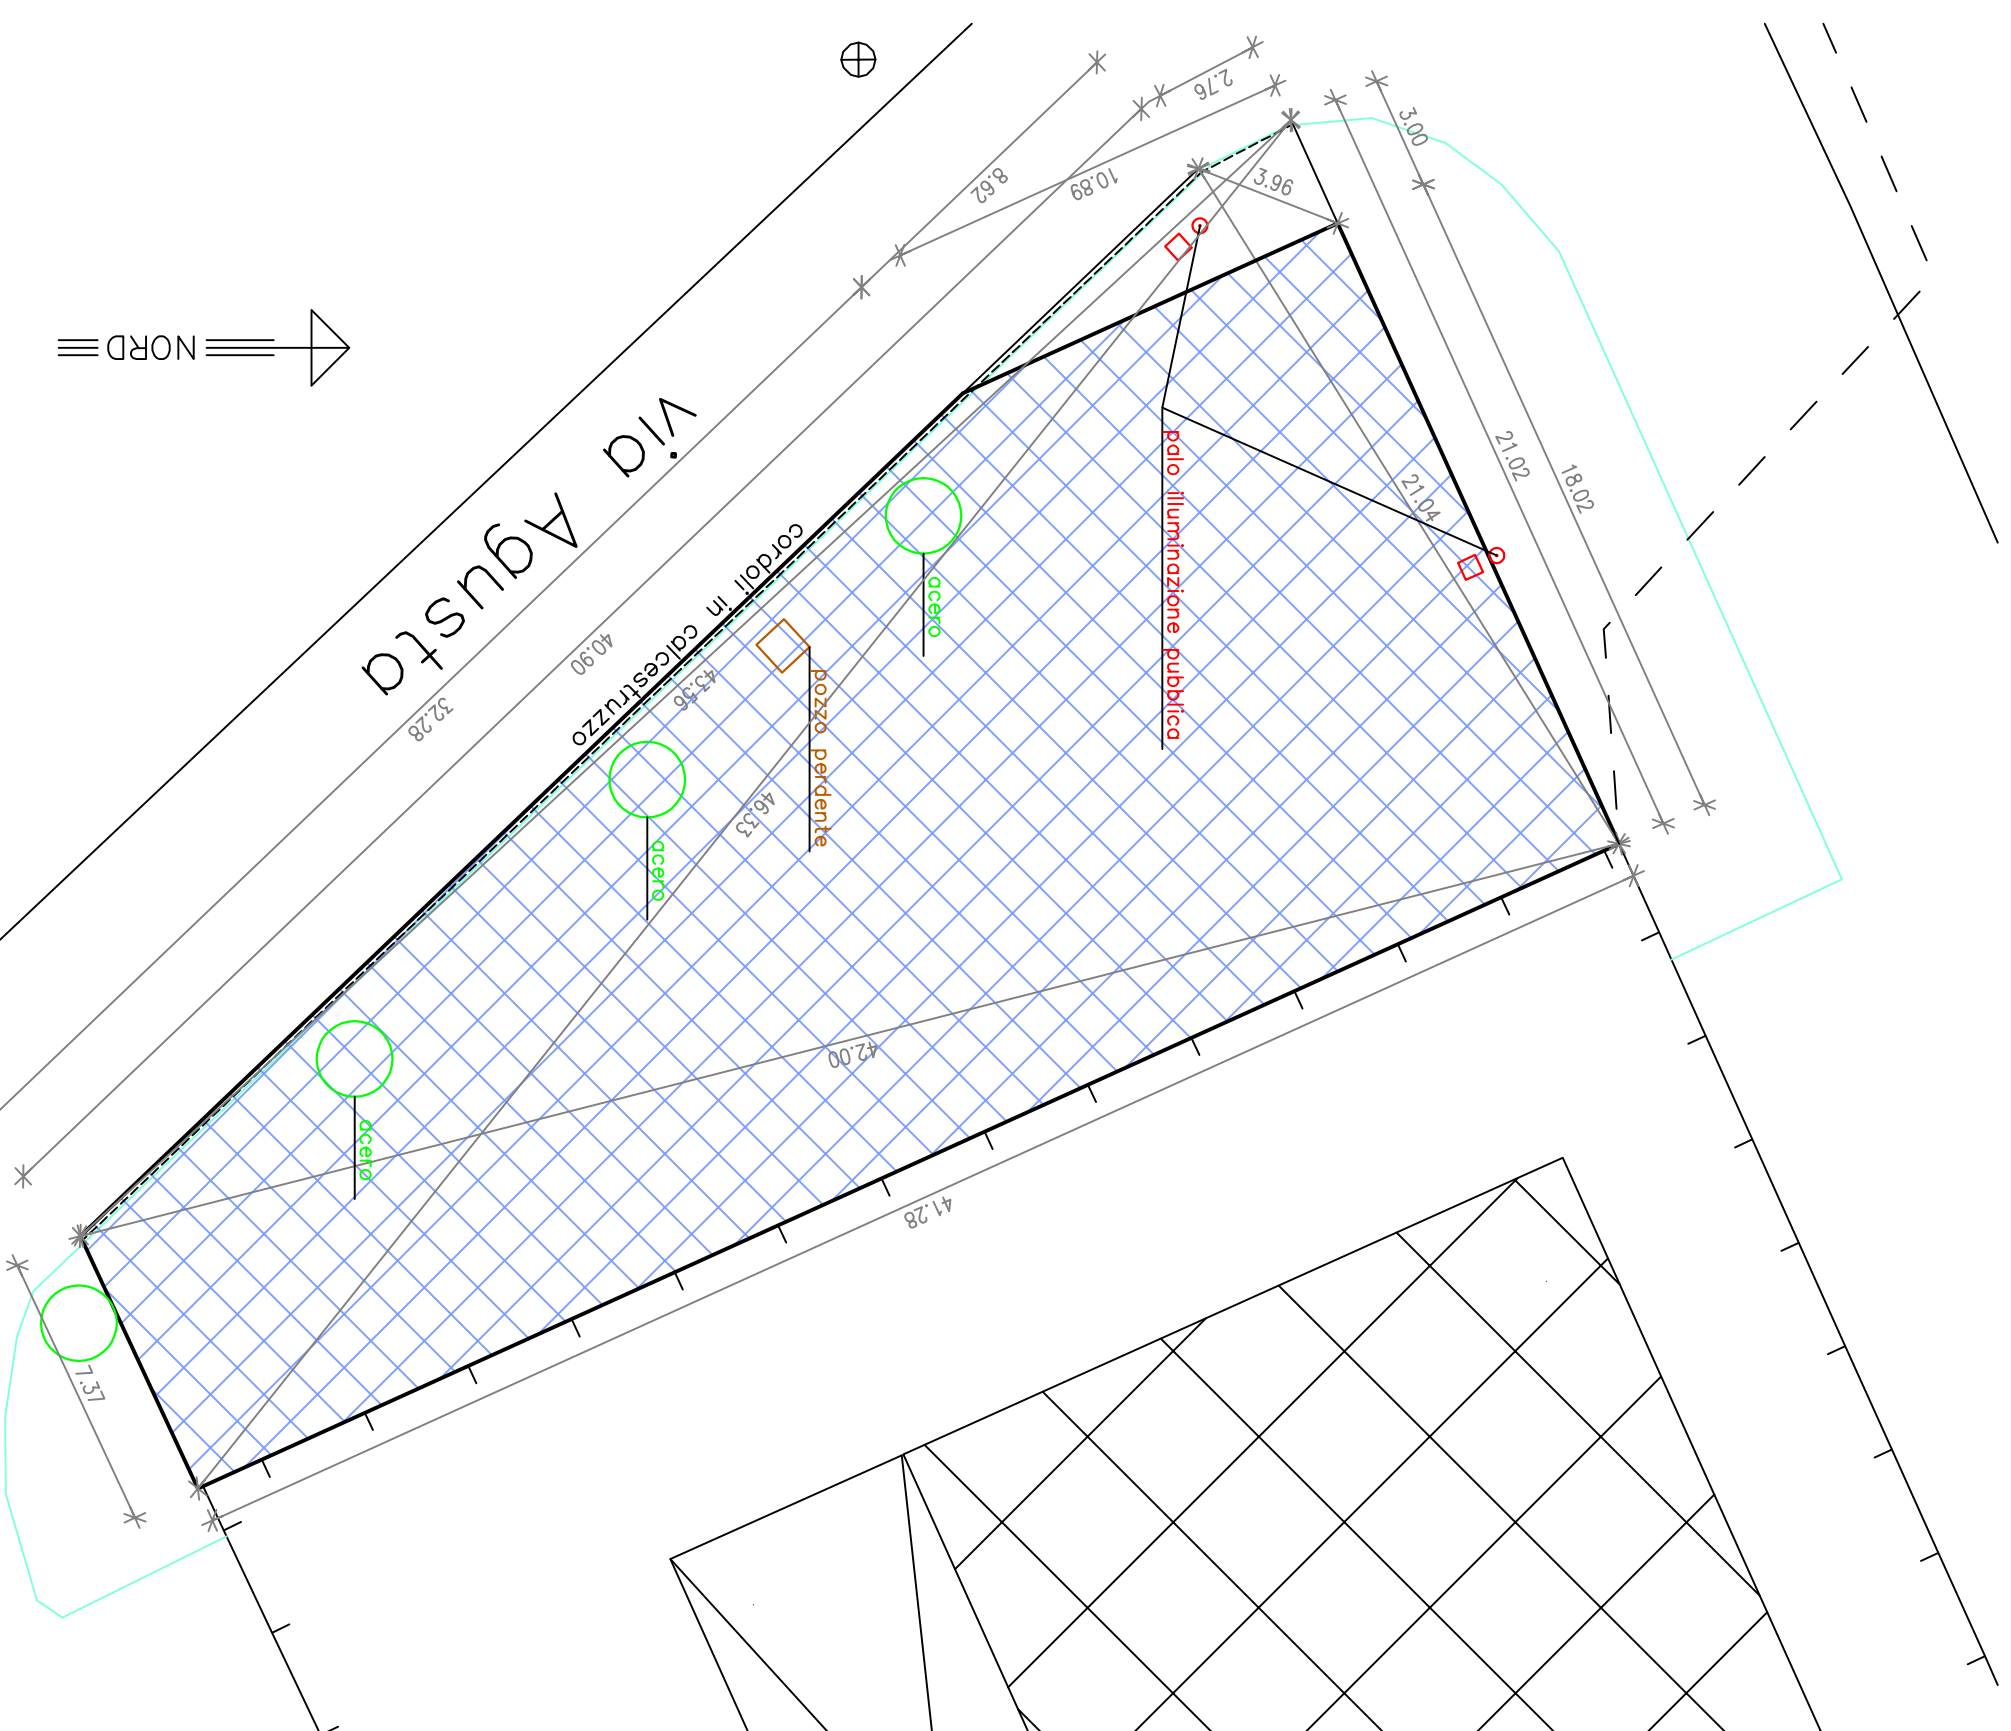 2.76
3.00
8.62
10.89
3.96
NORD
via Agusta
cordoli in calcestruzzo
21.02
18.02
21.04
palo illuminazione pubblica
acero
40.90
43.56
32.28
pozzo perdente
46.33
acero
42.00
acero
41.28
7.37